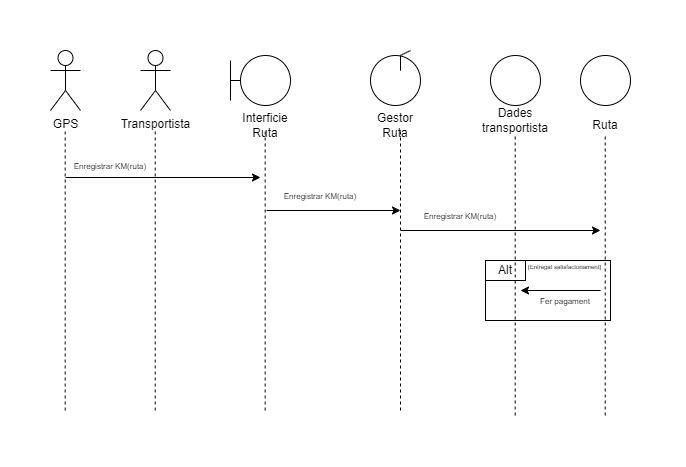 GPS
Transportista
Interficie
Ruta
Gestor
Ruta
Dades
transportista
Ruta
Enregistrar KM(ruta)
Enregistrar KM(ruta)
Enregistrar KM(ruta)
Alt
[Entregat satisfactoriament]
Fer pagament